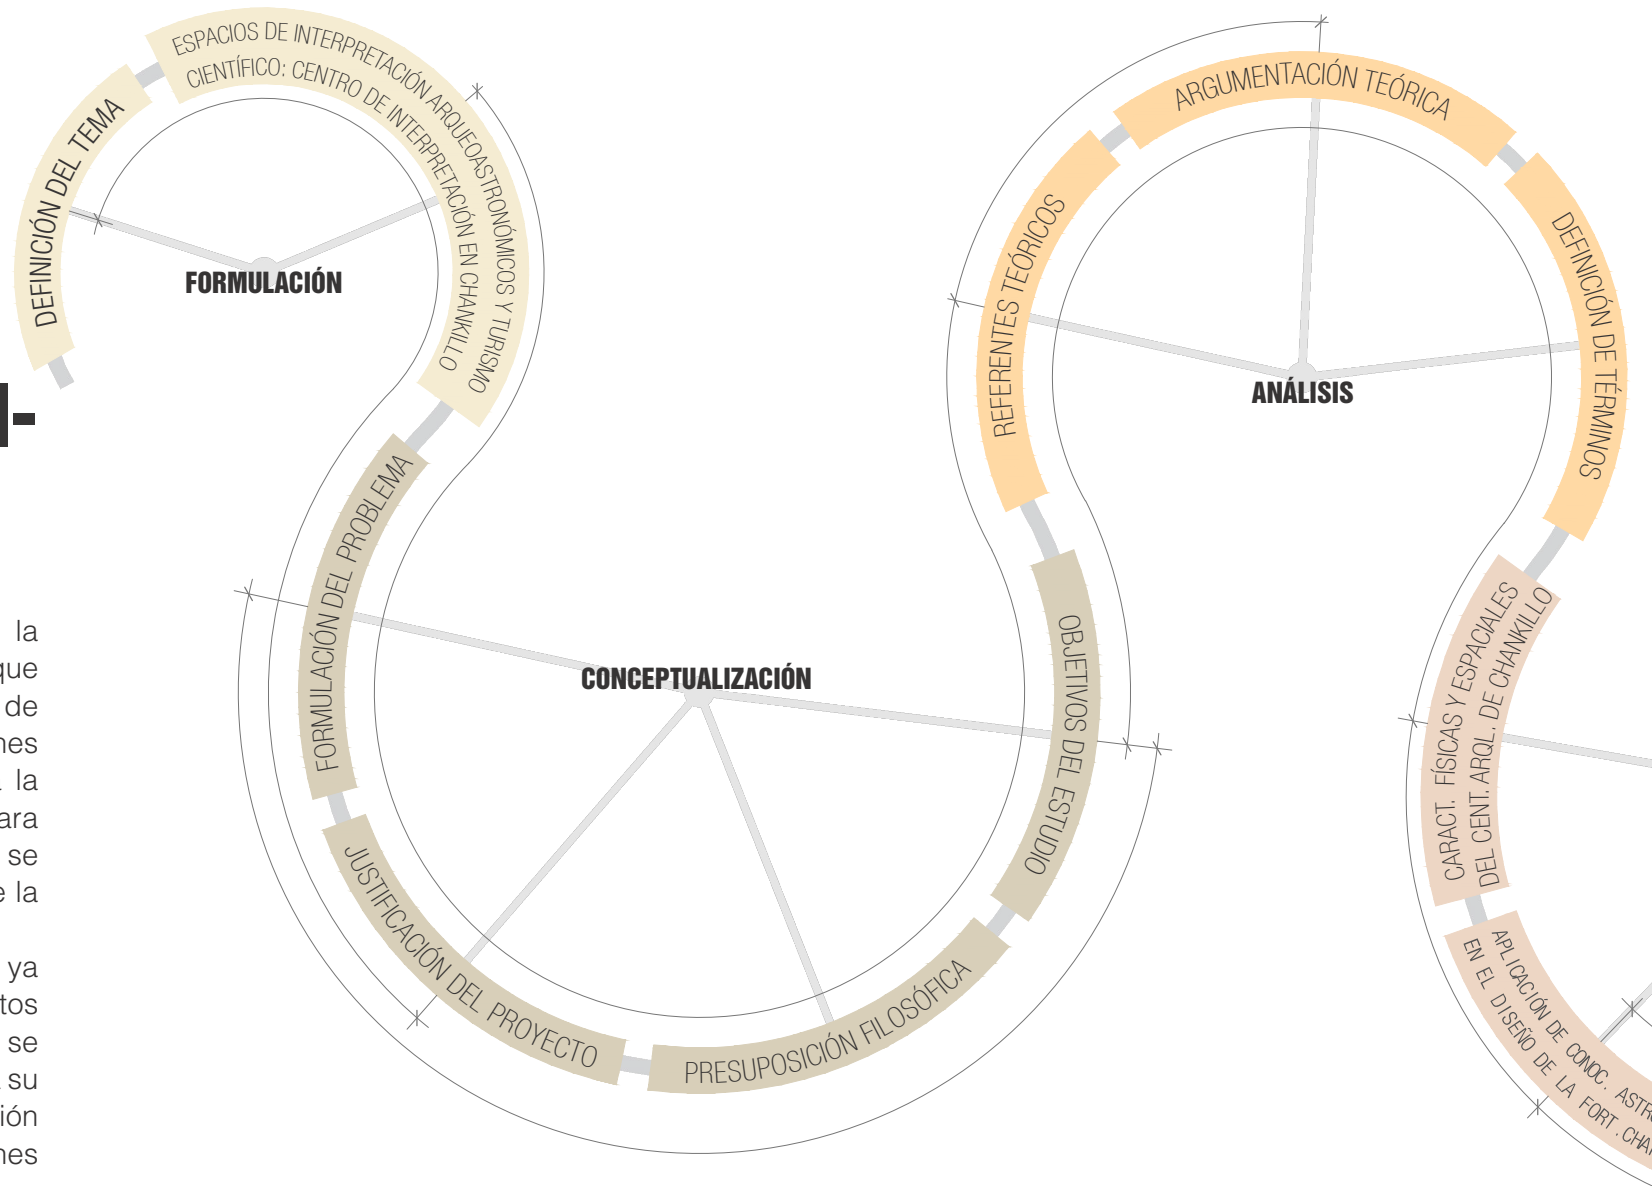 la
que
de
nes
la
ara
se
e la
ya
tos
se
su
ión
nes
DEFINICIÓN DEL TEMA
ESPACIOS DE INTERPRETACIÓN ARQUEOASTRONÓMICOS Y TURISMO
CIENTÍFICO: CENTRO DE INTERPRETACIÓN EN CHANKILLO
FORMULACIÓN
FORMULACIÓN DEL PROBLEMA
JUSTIFICACIÓN DEL PROYECTO
PRESUPOSICIÓN FILOSÓFICA
OBJETIVOS DEL ESTUDIO
CONCEPTUALIZACIÓN
REFERENTES TEÓRICOS
ARGUMENTACIÓN TEÓRICA
DEFINICIÓN DE TÉRMINOS
ANÁLISIS
CARACT. FÍSICAS Y ESPACIALES
DEL CENT. ARQL. DE CHANKILLO
APLICACIÓN DE CONOC. ASTR
EN EL DISEÑO DE LA FORT. CHA